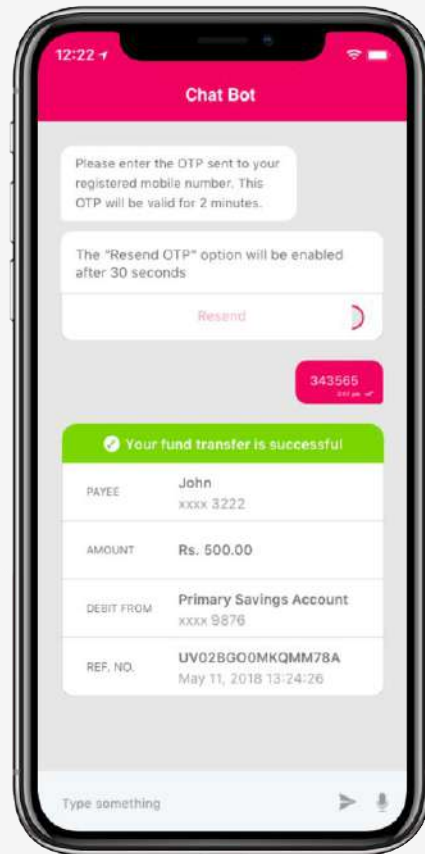 12:22
Chat Bot
Please enter the OTP sent to your
registered mobile number. This
OTP will be valid for 2 minutes.
The "Resend OTP" option will be enabled
after 30 seconds
Resend
343565
Your fund transfer is successful
PAYEE
John
xxxx 3222
AMOUNT
Rs. 500.00
DEBIT FROM
Primary Savings Account
xxxx 9876
REF. NO.
UV02BGO0MKQMM78A
May 11, 2018 13:24:26
Type something